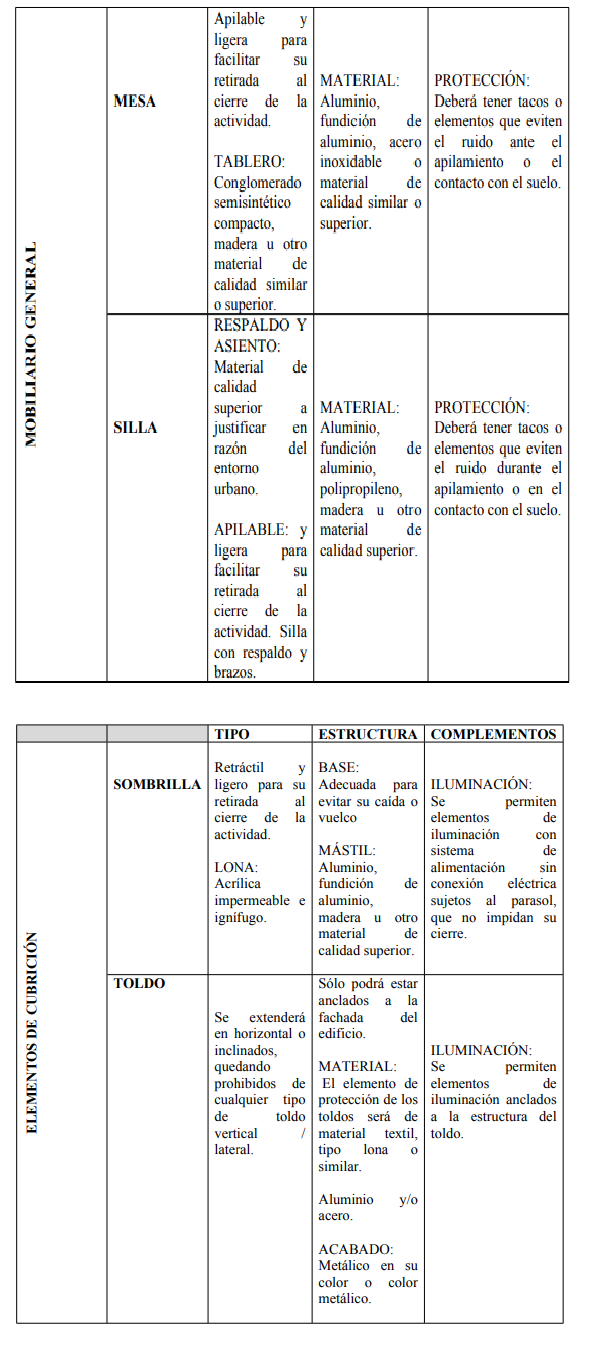 MOBILIARIO GENERAL
MESA
Apilable y
ligera para
facilitar su
retirada al
cierre de la
actividad.
TABLERO:
Conglomerado
semisintético
compacto,
madera u otro
material de
calidad similar
o superior.
MATERIAL:
Aluminio,
fundición de
aluminio, acero
inoxidable o
material de
calidad similar o
superior.
PROTECCIÓN:
Deberá tener tacos o
elementos que eviten
el ruido ante el
apilamiento o el
contacto con el suelo.
SILLA
RESPALDO Y
ASIENTO:
Material de
calidad
superior a
justificar en
razón del
entorno
urbano.
APILABLE: y
ligera para
facilitar su
retirada al
cierre de la
actividad. Silla
con respaldo y
brazos.
MATERIAL:
Aluminio,
fundición de
aluminio,
polipropileno,
madera u otro
material de
calidad superior.
PROTECCIÓN:
Deberá tener tacos o
elementos que eviten
el ruido durante el
apilamiento o en el
contacto con el suelo.
TIPO ESTRUCTURA COMPLEMENTOS
ELEMENTOS DE CUBRICIÓN
SOMBRILLA
Retráctil y
ligero para su
retirada al
cierre de la
actividad.
LONA:
Acrílica
impermeable e
ignífugo.
BASE:
Adecuada para
evitar su caída o
vuelco
MÁSTIL:
Aluminio,
fundición de
aluminio,
madera u otro
material de
calidad superior.
ILUMINACIÓN:
Se permiten
elementos de
iluminación con
sistema de
alimentación sin
conexión eléctrica
sujetos al parasol,
que no impidan su
cierre.
TOLDO
Se extenderá
en horizontal o
inclinados,
quedando
prohibidos de
cualquier tipo
de toldo
vertical /
lateral.
Sólo podrá estar
anclados a la
fachada del
edificio.
MATERIAL:
El elemento de
protección de los
toldos será de
material textil,
tipo lona o
similar.
Aluminio y/o
acero.
ACABADO:
Metálico en su
color o color
metálico.
ILUMINACIÓN:
Se permiten
elementos de
iluminación anclados
a la estructura del
toldo.